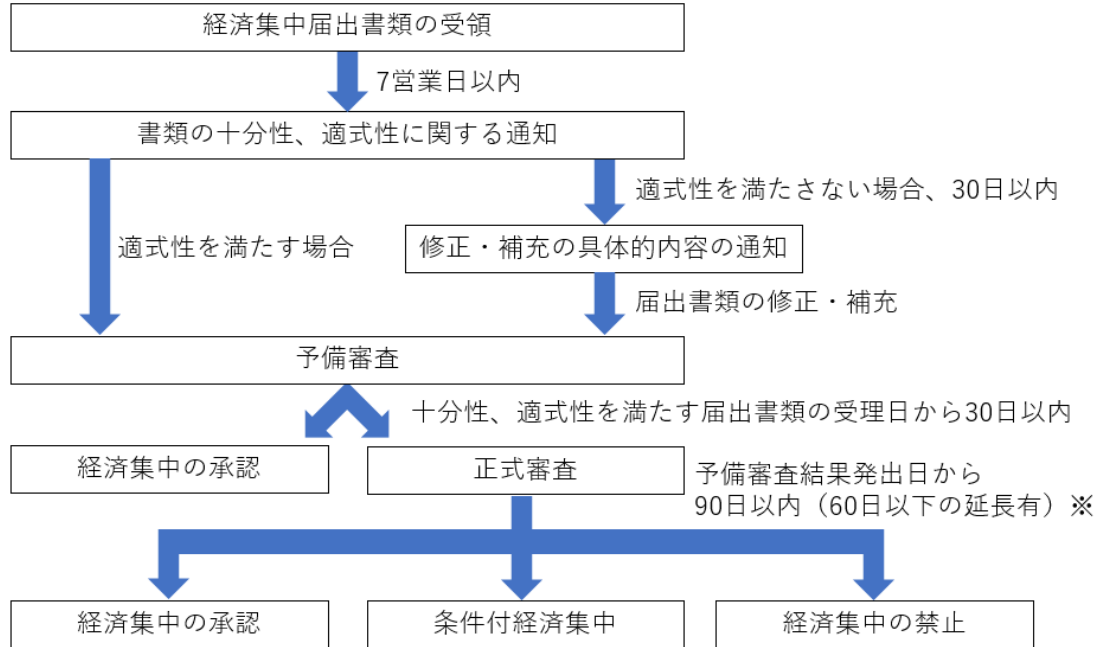 経済集中届出書類の受領
7営業日以内
書類の十分性、適式性に関する通知
適式性を満たさない場合、30日以内
適式性を満たす場合
修正・補充の具体的内容の通知
届出書類の修正・補充
予備審査
十分性、適式性を満たす届出書類の受理日から30日以内
経済集中の承認
正式審査
予備審査結果発出日から
90日以内（60日以下の延長有）※
経済集中の承認
条件付経済集中
経済集中の禁止